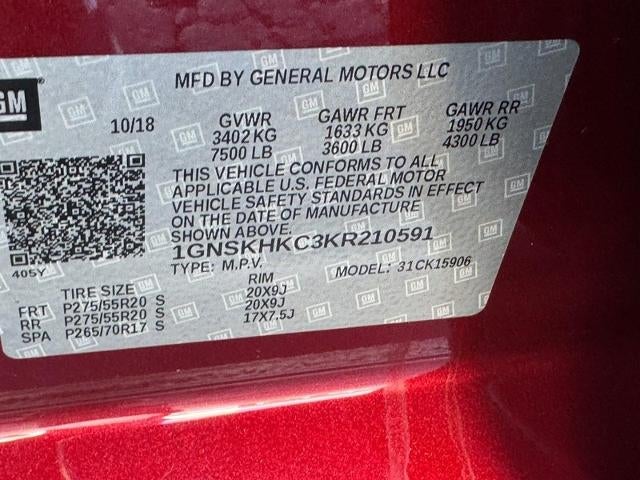 GM
MFD BY GENERAL MOTORS LLC
10/18 GVWR GAWR FRT GAWR RR
3402 KG 1633 KG 1950 KG
7500 LB 3600 LB 4300 LB
THIS VEHICLE CONFORMS TO ALL
APPLICABLE U.S. FEDERAL MOTOR
VEHICLE SAFETY STANDARDS IN EFFECT
ON THE DATE OF MANUFACTURE
SHOWN ABOVE.
1GNSKHKC3KR210591
405Y TYPE: M.P.V. MODEL: 31CK15906
TIRE SIZE RIM
FRT P275/55R20 S 20X9J
RR P275/55R20 S 20X9J
SPA P265/70R17 S 17X7.5J